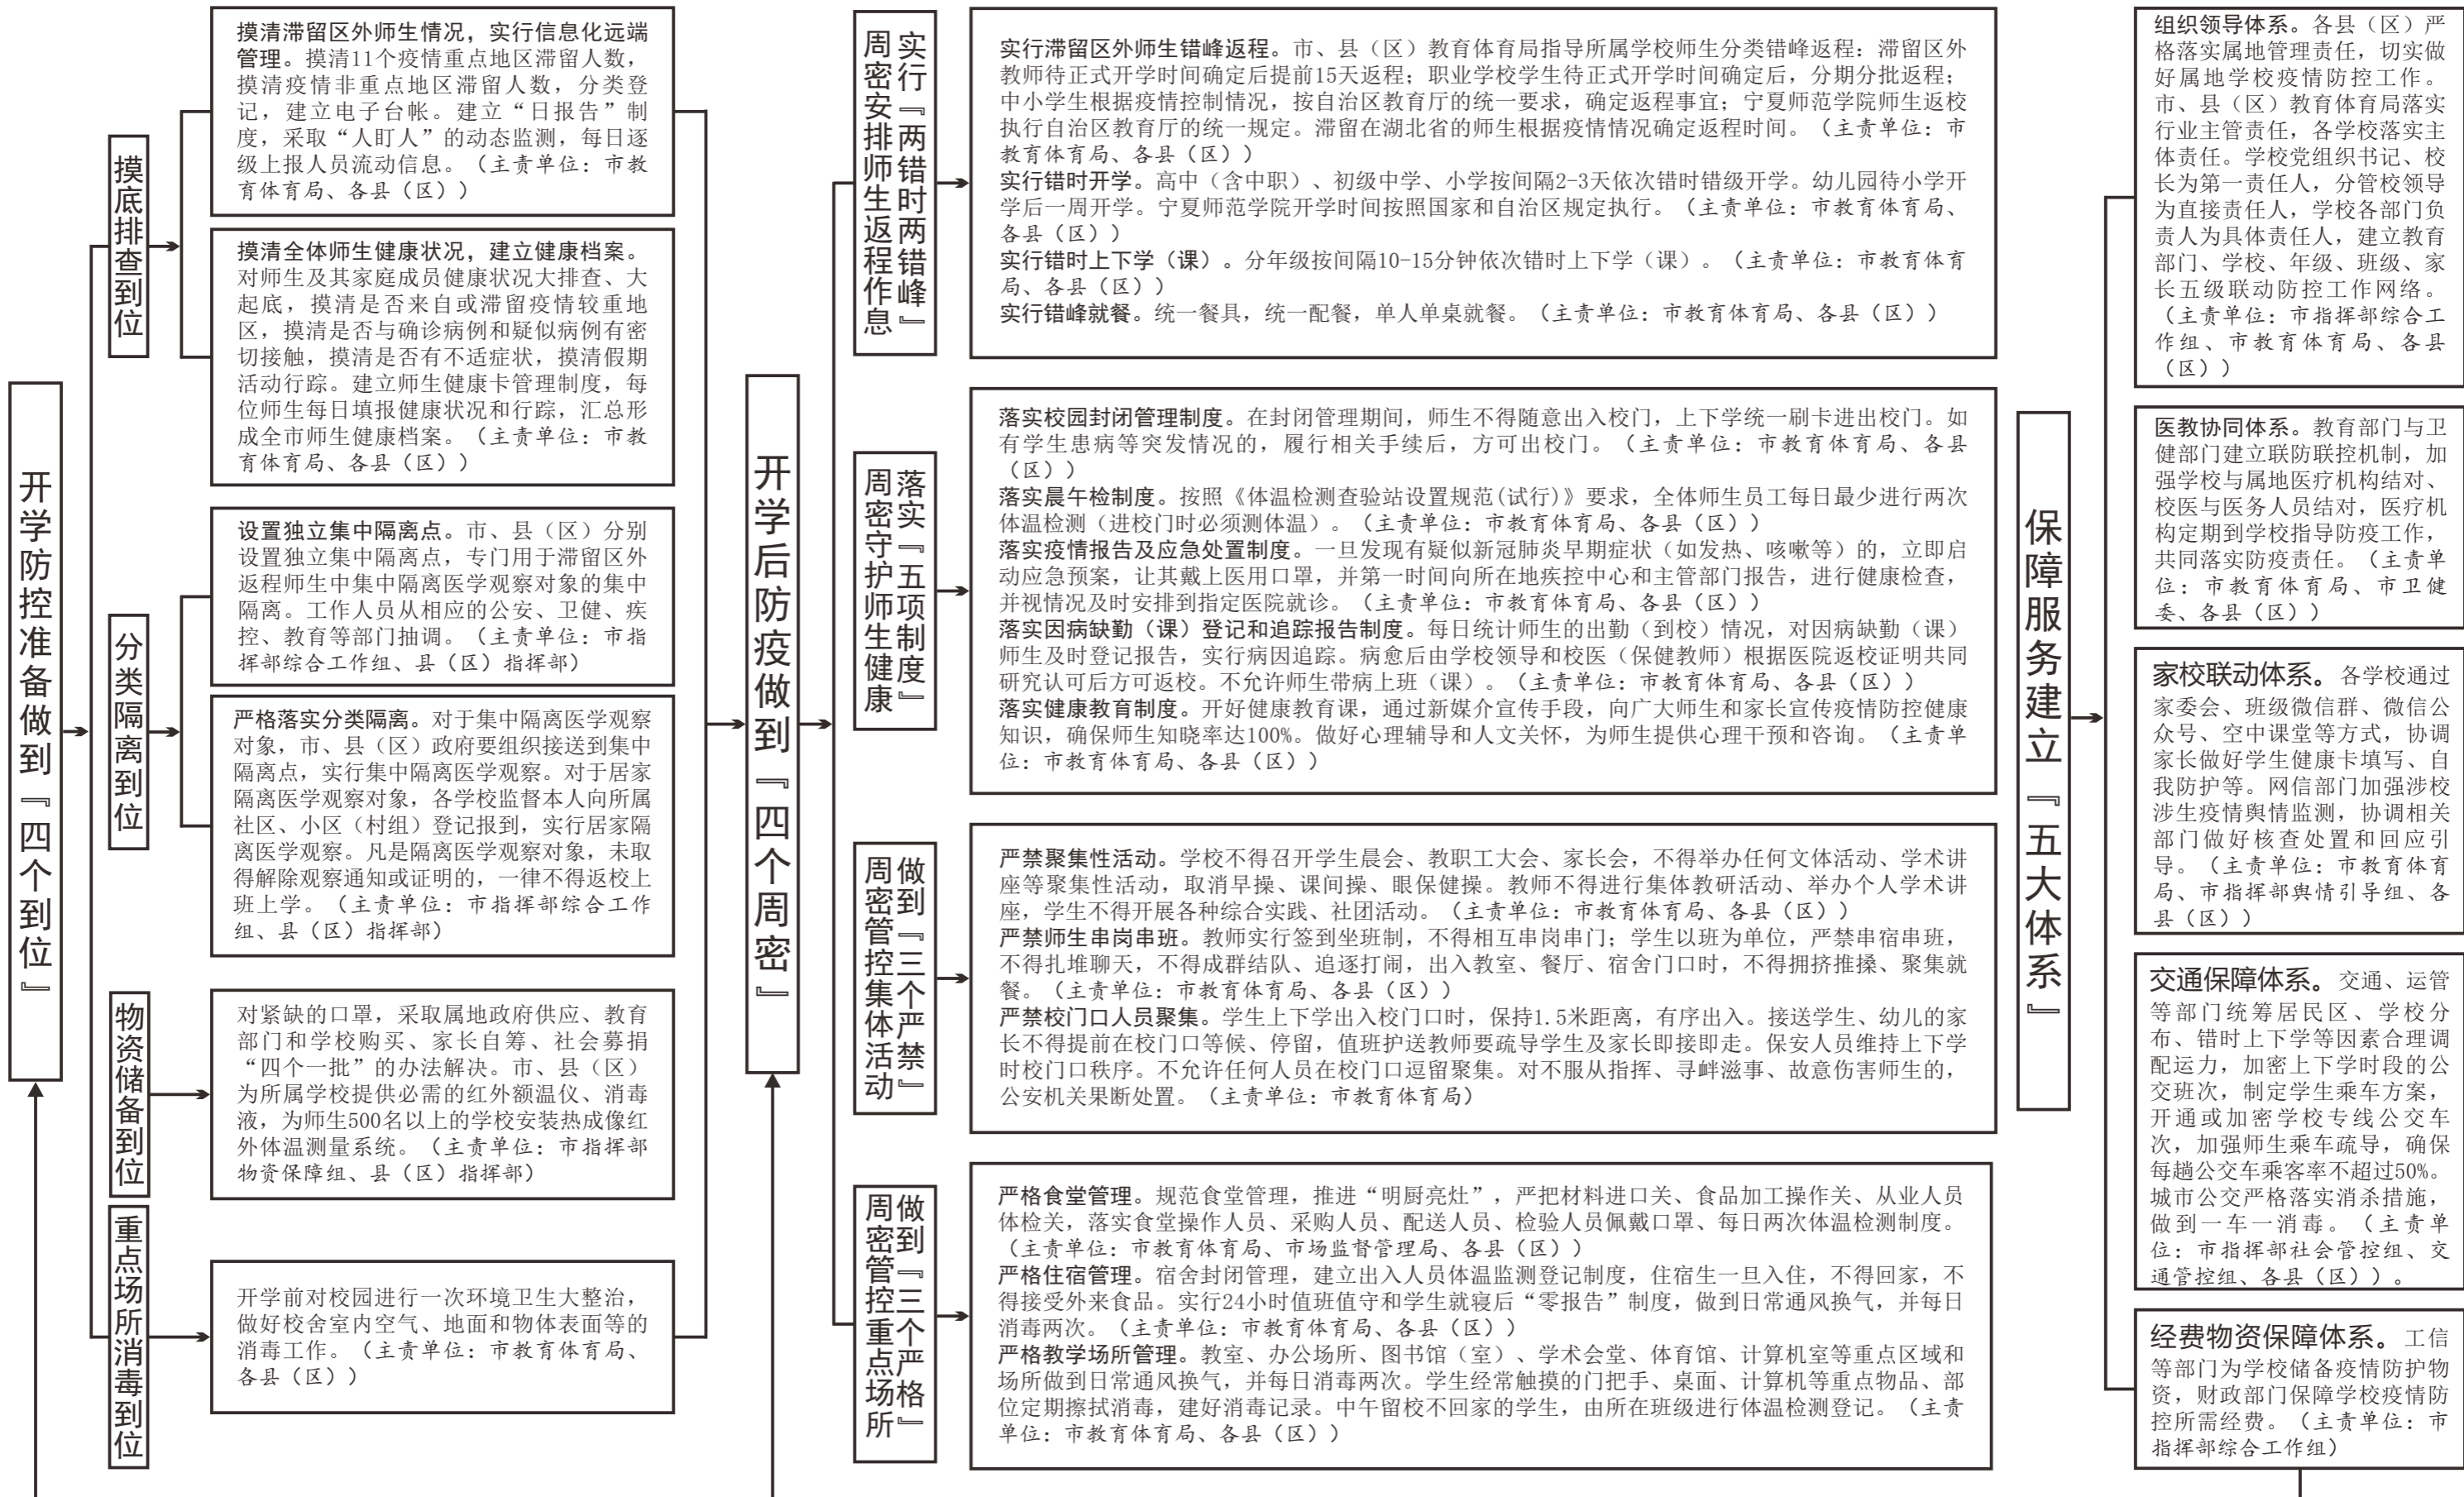 开学防控准备做到『四个到位』
摸底排查到位
摸清滞留区外师生情况，实行信息化远端
管理。摸清11个疫情重点地区滞留人数，
摸清疫情非重点地区滞留人数，分类登
记，建立电子台帐。建立“日报告”制
度，采取“人盯人”的动态监测，每日逐
级上报人员流动信息。（主责单位：市教
育体育局、各县（区））
摸清全体师生健康状况，建立健康档案。
对师生及其家庭成员健康状况大排查、大
起底，摸清是否来自或滞留疫情较重地
区，摸清是否与确诊病例和疑似病例有密
切接触，摸清是否有不适症状，摸清假期
活动行踪。建立师生健康卡管理制度，每
位师生每日填报健康状况和行踪，汇总形
成全市师生健康档案。（主责单位：市教
育体育局、各县（区））
分类隔离到位
设置独立集中隔离点。市、县（区）分别
设置独立集中隔离点，专门用于滞留区外
返程师生中集中隔离医学观察对象的集中
隔离。工作人员从相应的公安、卫健、疾
控、教育等部门抽调。（主责单位：市指
挥部综合工作组、县（区）指挥部）
严格落实分类隔离。对于集中隔离医学观察
对象，市、县（区）政府要组织接送到集中
隔离点，实行集中隔离医学观察。对于居家
隔离医学观察对象，各学校监督本人向所属
社区、小区（村组）登记报到，实行居家隔
离医学观察。凡是隔离医学观察对象，未取
得解除观察通知或证明的，一律不得返校上
班上学。（主责单位：市指挥部综合工作
组、县（区）指挥部）
物资储备到位
对紧缺的口罩，采取属地政府供应、教育
部门和学校购买、家长自筹、社会募捐
“四个一批”的办法解决。市、县（区）
为所属学校提供必需的红外额温仪、消毒
液，为师生500名以上的学校安装热成像红
外体温测量系统。（主责单位：市指挥部
物资保障组、县（区）指挥部）
重点场所消毒到位
开学前对校园进行一次环境卫生大整治，
做好校舍室内空气、地面和物体表面等的
消毒工作。（主责单位：市教育体育局、
各县（区））
开学后防疫做到『四个周密』
实行『两错时两错峰』
周密安排师生返程作息
实行滞留区外师生错峰返程。市、县（区）教育体育局指导所属学校师生分类错峰返程：滞留区外
教师待正式开学时间确定后提前15天返程；职业学校学生待正式开学时间确定后，分期分批返程；
中小学生根据疫情控制情况，按自治区教育厅的统一要求，确定返程事宜；宁夏师范学院师生返校
执行自治区教育厅的统一规定。滞留在湖北省的师生根据疫情情况确定返程时间。（主责单位：市
教育体育局、各县（区））
实行错时开学。高中（含中职）、初级中学、小学按间隔2-3天依次错时错级开学。幼儿园待小学开
学后一周开学。宁夏师范学院开学时间按照国家和自治区规定执行。（主责单位：市教育体育局、
各县（区））
实行错时上下学（课）。分年级按间隔10-15分钟依次错时上下学（课）。（主责单位：市教育体育
局、各县（区））
实行错峰就餐。统一餐具，统一配餐，单人单桌就餐。（主责单位：市教育体育局、各县（区））
落实『五项制度』
周密守护师生健康
落实校园封闭管理制度。在封闭管理期间，师生不得随意出入校门，上下学统一刷卡进出校门。如
有学生患病等突发情况的，履行相关手续后，方可出校门。（主责单位：市教育体育局、各县
（区））
落实晨午检制度。按照《体温检测查验站设置规范(试行)》要求，全体师生员工每日最少进行两次
体温检测（进校门时必须测体温）。（主责单位：市教育体育局、各县（区））
落实疫情报告及应急处置制度。一旦发现有疑似新冠肺炎早期症状（如发热、咳嗽等）的，立即启
动应急预案，让其戴上医用口罩，并第一时间向所在地疾控中心和主管部门报告，进行健康检查，
并视情况及时安排到指定医院就诊。（主责单位：市教育体育局、各县（区））
落实因病缺勤（课）登记和追踪报告制度。每日统计师生的出勤（到校）情况，对因病缺勤（课）
师生及时登记报告，实行病因追踪。病愈后由学校领导和校医（保健教师）根据医院返校证明共同
研究认可后方可返校。不允许师生带病上班（课）。（主责单位：市教育体育局、各县（区））
落实健康教育制度。开好健康教育课，通过新媒介宣传手段，向广大师生和家长宣传疫情防控健康
知识，确保师生知晓率达100%。做好心理辅导和人文关怀，为师生提供心理干预和咨询。（主责单
位：市教育体育局、各县（区））
做到『三个严禁』
周密管控集体活动
严禁聚集性活动。学校不得召开学生晨会、教职工大会、家长会，不得举办任何文体活动、学术讲
座等聚集性活动，取消早操、课间操、眼保健操。教师不得进行集体教研活动、举办个人学术讲
座，学生不得开展各种综合实践、社团活动。（主责单位：市教育体育局、各县（区））
严禁师生串岗串班。教师实行签到坐班制，不得相互串岗串门；学生以班为单位，严禁串宿串班，
不得扎堆聊天，不得成群结队、追逐打闹，出入教室、餐厅、宿舍门口时，不得拥挤推搡、聚集就
餐。（主责单位：市教育体育局、各县（区））
严禁校门口人员聚集。学生上下学出入校门口时，保持1.5米距离，有序出入。接送学生、幼儿的家
长不得提前在校门口等候、停留，值班护送教师要疏导学生及家长即接即走。保安人员维持上下学
时校门口秩序。不允许任何人员在校门口逗留聚集。对不服从指挥、寻衅滋事、故意伤害师生的，
公安机关果断处置。（主责单位：市教育体育局）
做到『三个严格』
周密管控重点场所
严格食堂管理。规范食堂管理，推进“明厨亮灶”，严把材料进口关、食品加工操作关、从业人员
体检关，落实食堂操作人员、采购人员、配送人员、检验人员佩戴口罩、每日两次体温检测制度。
（主责单位：市教育体育局、市场监督管理局、各县（区））
严格住宿管理。宿舍封闭管理，建立出入人员体温监测登记制度，住宿生一旦入住，不得回家，不
得接受外来食品。实行24小时值班值守和学生就寝后“零报告”制度，做到日常通风换气，并每日
消毒两次。（主责单位：市教育体育局、各县（区））
严格教学场所管理。教室、办公场所、图书馆（室）、学术会堂、体育馆、计算机室等重点区域和
场所做到日常通风换气，并每日消毒两次。学生经常触摸的门把手、桌面、计算机等重点物品、部
位定期擦拭消毒，建好消毒记录。中午留校不回家的学生，由所在班级进行体温检测登记。（主责
单位：市教育体育局、各县（区））
保障服务建立『五大体系』
组织领导体系。各县（区）严
格落实属地管理责任，切实做
好属地学校疫情防控工作。
市、县（区）教育体育局落实
行业主管责任，各学校落实主
体责任。学校党组织书记、校
长为第一责任人，分管校领导
为直接责任人，学校各部门负
责人为具体责任人，建立教育
部门、学校、年级、班级、家
长五级联动防控工作网络。
（主责单位：市指挥部综合工
作组、市教育体育局、各县
（区））
医教协同体系。教育部门与卫
健部门建立联防联控机制，加
强学校与属地医疗机构结对、
校医与医务人员结对，医疗机
构定期到学校指导防疫工作，
共同落实防疫责任。（主责单
位：市教育体育局、市卫健
委、各县（区））
家校联动体系。各学校通过
家委会、班级微信群、微信公
众号、空中课堂等方式，协调
家长做好学生健康卡填写、自
我防护等。网信部门加强涉校
涉生疫情舆情监测，协调相关
部门做好核查处置和回应引
导。（主责单位：市教育体育
局、市指挥部舆情引导组、各
县（区））
交通保障体系。交通、运管
等部门统筹居民区、学校分
布、错时上下学等因素合理调
配运力，加密上下学时段的公
交班次，制定学生乘车方案，
开通或加密学校专线公交车
次，加强师生乘车疏导，确保
每趟公交车乘客率不超过50%。
城市公交严格落实消杀措施，
做到一车一消毒。（主责单
位：市指挥部社会管控组、交
通管控组、各县（区））。
经费物资保障体系。工信
等部门为学校储备疫情防护物
资，财政部门保障学校疫情防
控所需经费。（主责单位：市
指挥部综合工作组）